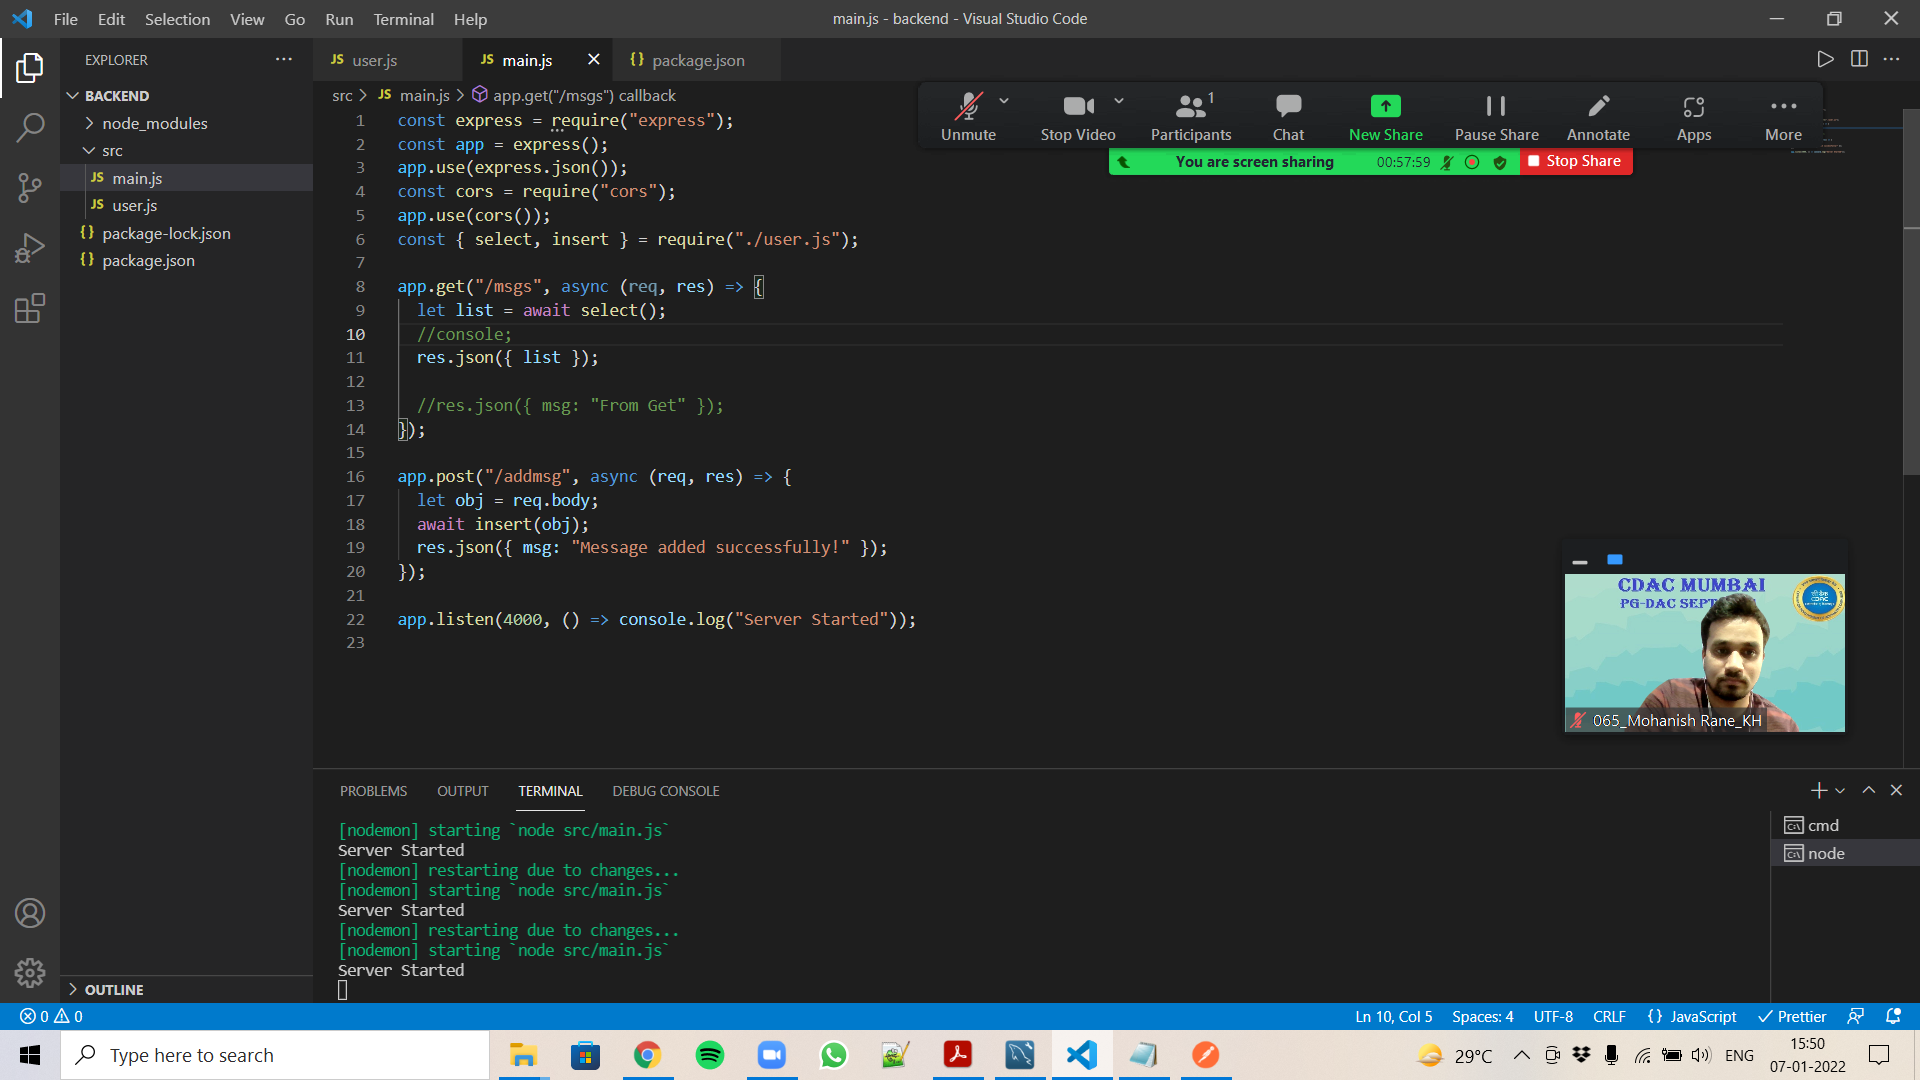 File Edit Selection View Go Run Terminal Help
main.js - backend - Visual Studio Code
EXPLORER
BACKEND
node_modules
src
JS main.js
JS user.js
{} package-lock.json
{} package.json
OUTLINE
JS user.js
JS main.js
{} package.json
src > JS main.js > app.get("/msgs") callback
1 const express = require("express");
2 const app = express();
3 app.use(express.json());
4 const cors = require("cors");
5 app.use(cors());
6 const { select, insert } = require("./user.js");
7
8 app.get("/msgs", async (req, res) => {
9 let list = await select();
10 //console;
11 res.json({ list });
12
13 //res.json({ msg: "From Get" });
14 });
15
16 app.post("/addmsg", async (req, res) => {
17 let obj = req.body;
18 await insert(obj);
19 res.json({ msg: "Message added successfully!" });
20 });
21
22 app.listen(4000, () => console.log("Server Started"));
23
1
Unmute Stop Video Participants Chat New Share Pause Share Annotate Apps More
You are screen sharing 00:57:59 Stop Share
CDAC MUMBAI
PG-DAC SEPT
CDAC
065_Mohanish Rane_KH
PROBLEMS OUTPUT TERMINAL DEBUG CONSOLE
[nodemon] starting `node src/main.js`
Server Started
[nodemon] restarting due to changes...
[nodemon] starting `node src/main.js`
Server Started
[nodemon] restarting due to changes...
[nodemon] starting `node src/main.js`
Server Started
cmd
node
0 0
Ln 10, Col 5 Spaces: 4 UTF-8 CRLF {} JavaScript Prettier
Type here to search
29°C
ENG
15:50
07-01-2022